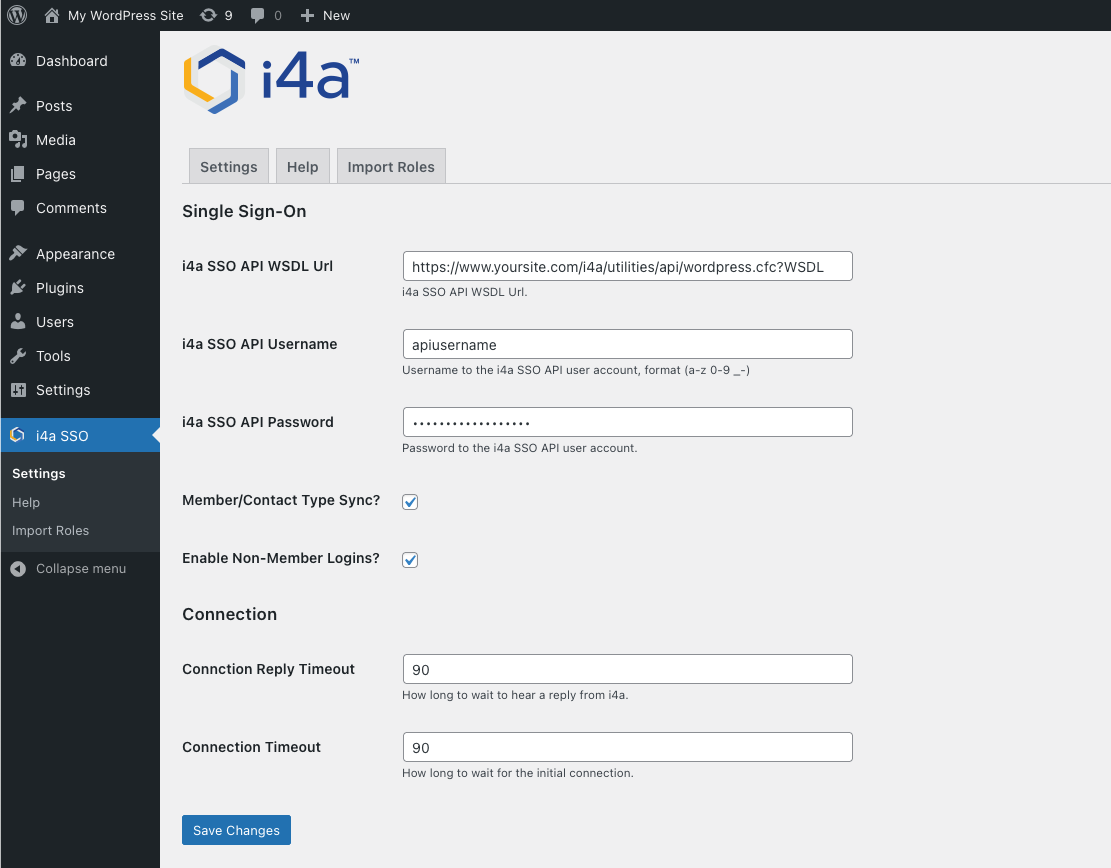 My WordPress Site 9 0 New
Dashboard
Posts
Media
Pages
Comments
Appearance
Plugins
Users
Tools
Settings
i4a SSO
Settings
Help
Import Roles
Collapse menu
i4a™
Settings Help Import Roles
Single Sign-On
i4a SSO API WSDL Url https://www.yoursite.com/i4a/utilities/api/wordpress.cfc?WSDL
i4a SSO API WSDL Url.
i4a SSO API Username apiusername
Username to the i4a SSO API user account, format (a-z 0-9 _-)
i4a SSO API Password ••••••••••••••••••
Password to the i4a SSO API user account.
Member/Contact Type Sync?
Enable Non-Member Logins?
Connection
Connction Reply Timeout 90
How long to wait to hear a reply from i4a.
Connection Timeout 90
How long to wait for the initial connection.
Save Changes